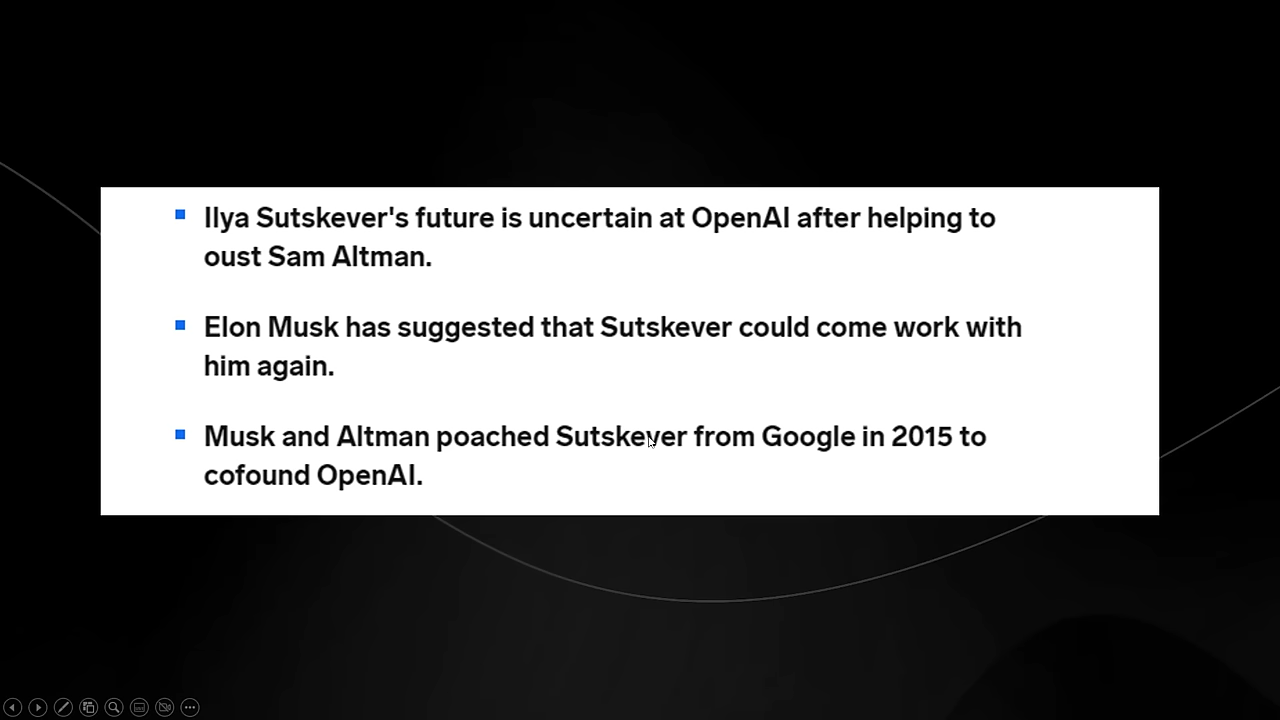 Ilya Sutskever's future is uncertain at OpenAI after helping to
oust Sam Altman.
Elon Musk has suggested that Sutskever could come work with
him again.
Musk and Altman poached Sutskever from Google in 2015 to
cofound OpenAI.